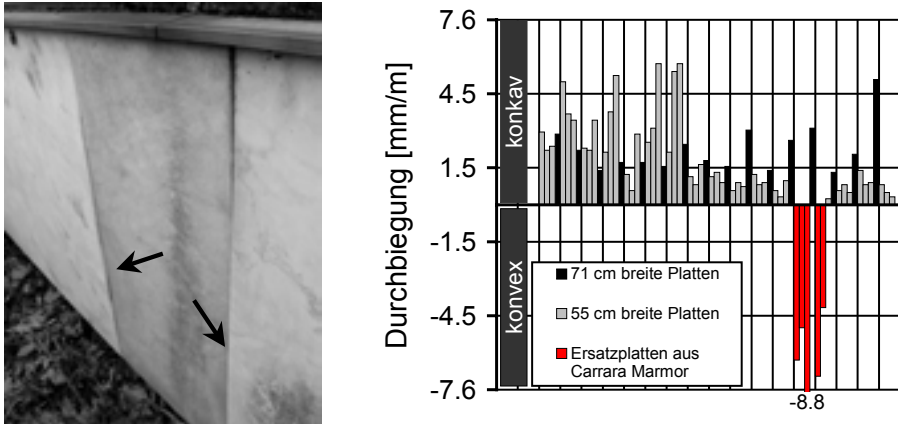 7.6
4.5
1.5
-1.5
-4.5
-7.6
Durchbiegung [mm/m]
konkav
konvex
71 cm breite Platten
55 cm breite Platten
Ersatzplatten aus
Carrara Marmor
-8.8